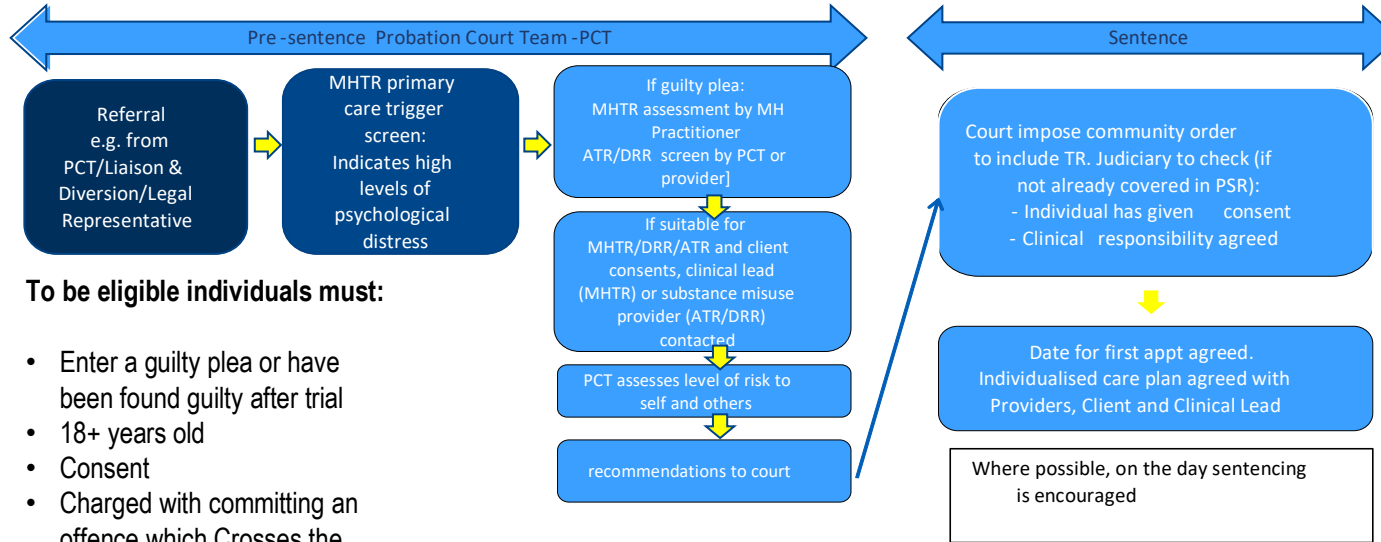 Pre -sentence Probation Court Team -PCT
Sentence
Referral
e.g. from
PCT/Liaison &
Diversion/Legal
Representative
MHTR primary
care trigger
screen:
Indicates high
levels of
psychological
distress
If guilty plea:
MHTR assessment by MH
Practitioner
ATR/DRR screen by PCT or
provider]
If suitable for
MHTR/DRR/ATR and client
consents, clinical lead
(MHTR) or substance misuse
provider (ATR/DRR)
contacted
PCT assesses level of risk to
self and others
recommendations to court
Court impose community order
to include TR. Judiciary to check (if
not already covered in PSR):
- Individual has given consent
- Clinical responsibility agreed
Date for first appt agreed.
Individualised care plan agreed with
Providers, Client and Clinical Lead
Where possible, on the day sentencing
is encouraged
To be eligible individuals must:
• Enter a guilty plea or have
been found guilty after trial
• 18+ years old
• Consent
• Charged with committing an
offence which Crosses the